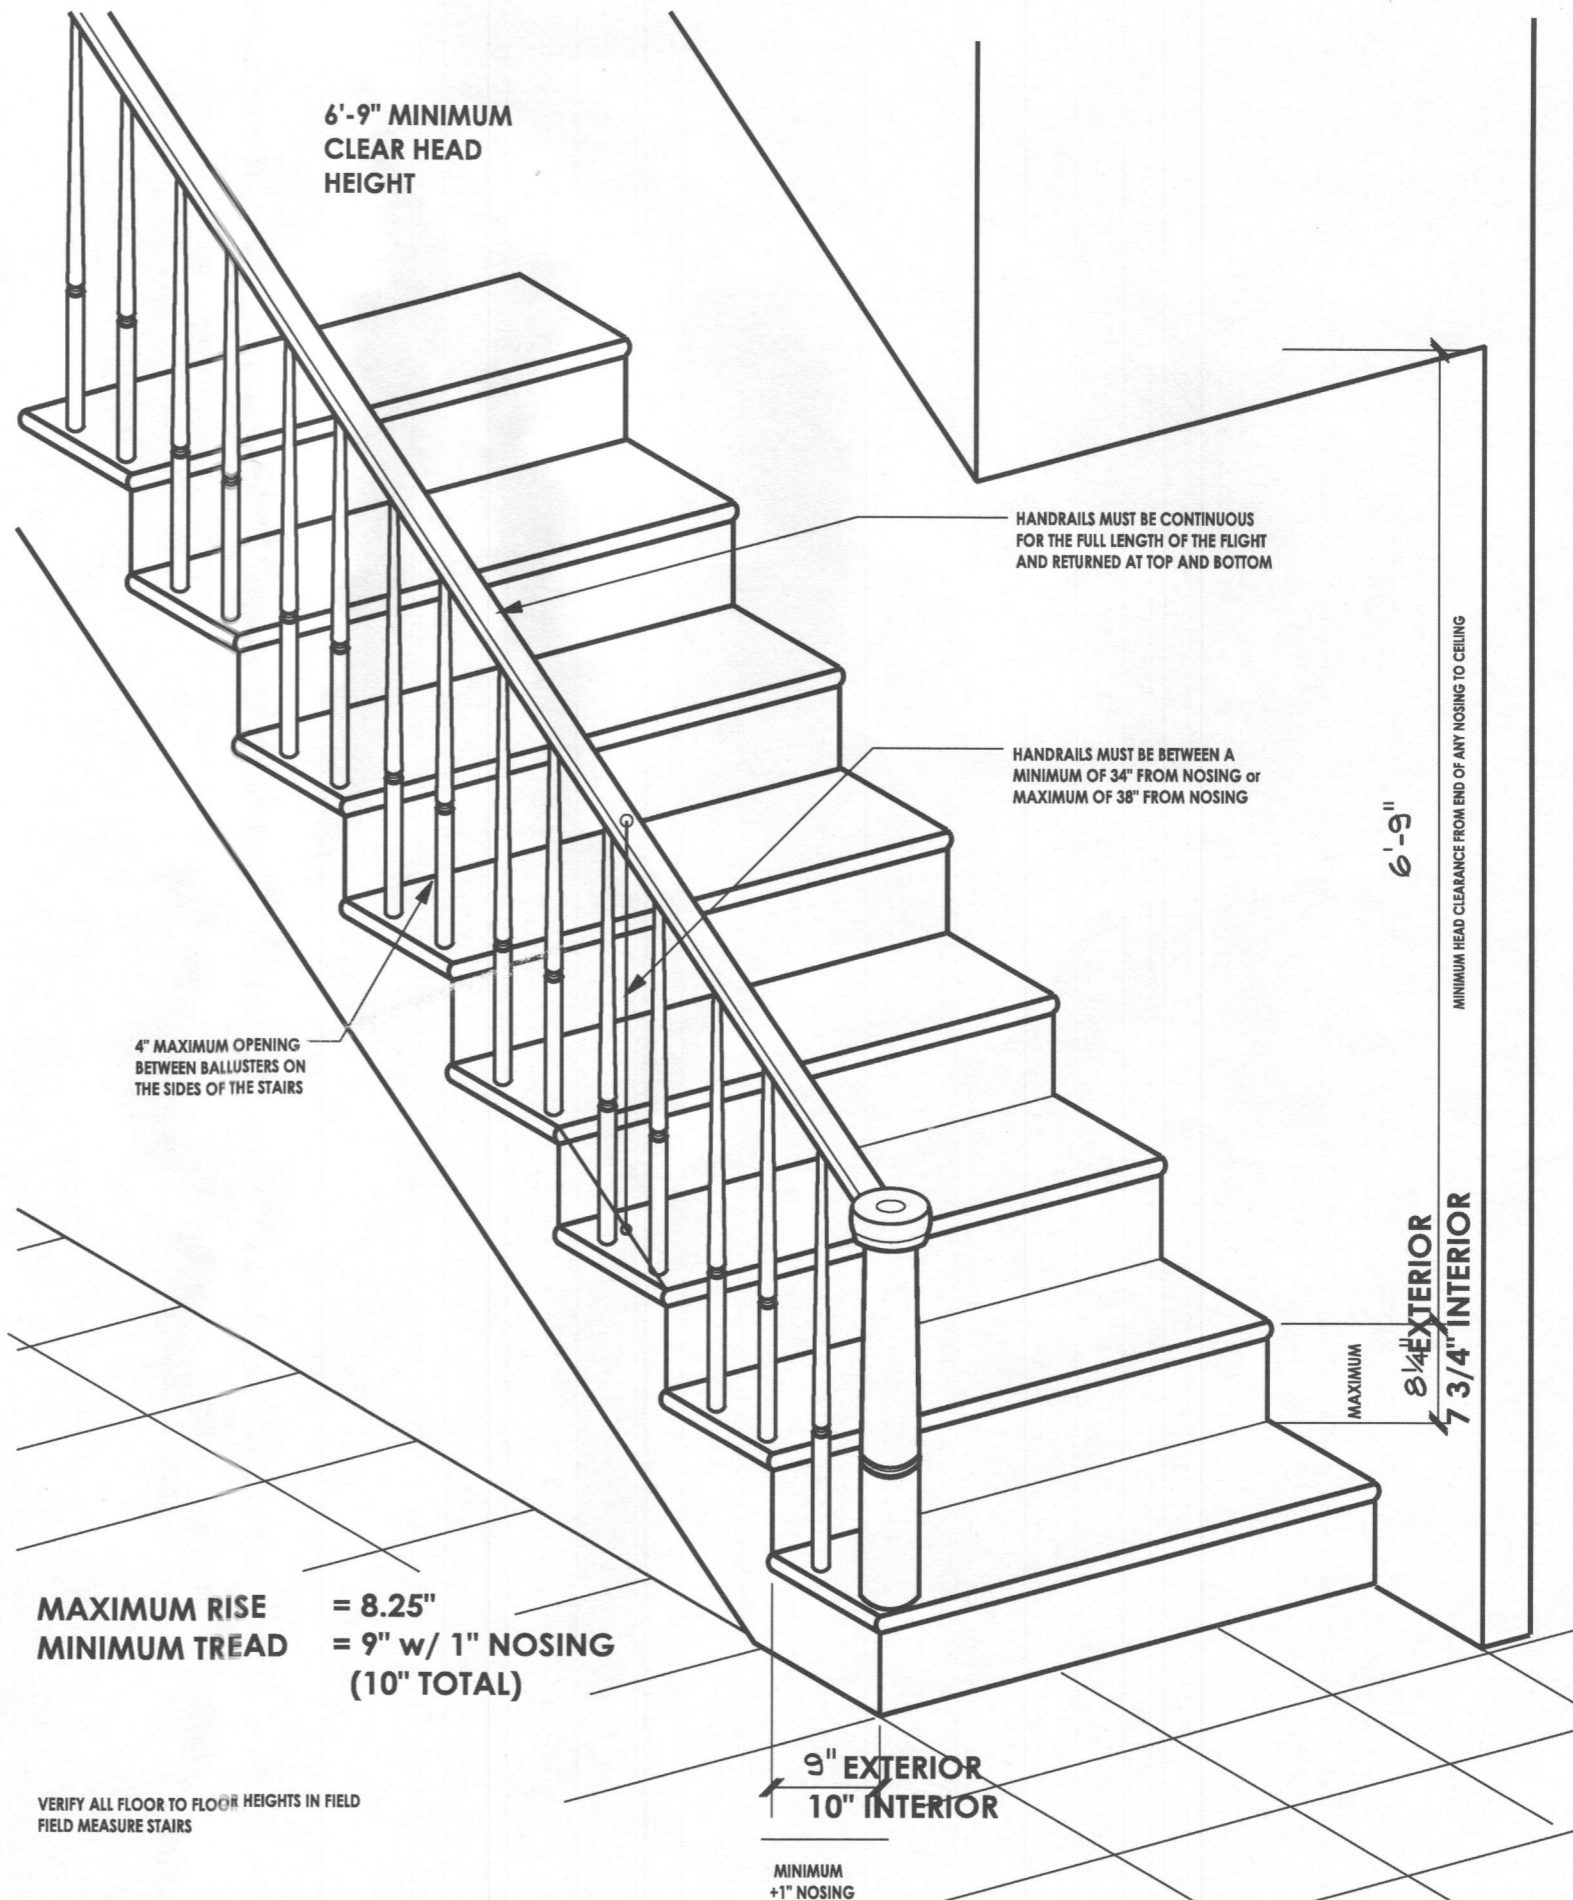 6'-9" MINIMUM
CLEAR HEAD
HEIGHT
HANDRAILS MUST BE CONTINUOUS
FOR THE FULL LENGTH OF THE FLIGHT
AND RETURNED AT TOP AND BOTTOM
HANDRAILS MUST BE BETWEEN A
MINIMUM OF 34" FROM NOSING or
MAXIMUM OF 38" FROM NOSING
6'-9"
MINIMUM HEAD CLEARANCE FROM END OF ANY NOSING TO CEILING
4" MAXIMUM OPENING
BETWEEN BALLUSTERS ON
THE SIDES OF THE STAIRS
MAXIMUM
8¼" EXTERIOR
7 3/4" INTERIOR
MAXIMUM RISE = 8.25"
MINIMUM TREAD = 9" w/ 1" NOSING
(10" TOTAL)
9" EXTERIOR
10" INTERIOR
MINIMUM
+1" NOSING
VERIFY ALL FLOOR TO FLOOR HEIGHTS IN FIELD
FIELD MEASURE STAIRS